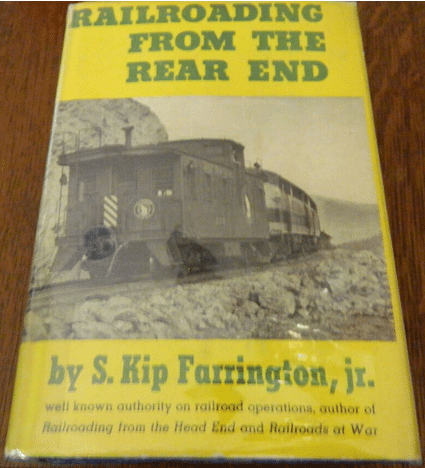 RAILROADING
FROM THE
REAR END
by S. Kip Farrington, jr.
well known authority on railroad operations, author of
Railroading from the Head End and Railroads at War